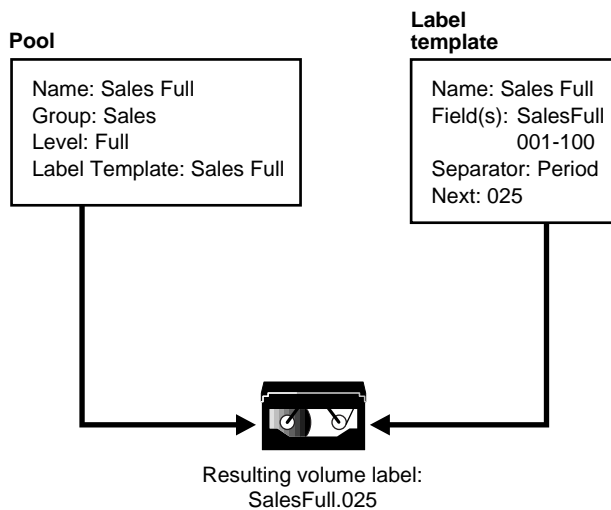 Pool
Name: Sales Full
Group: Sales
Level: Full
Label Template: Sales Full
Label
template
Name: Sales Full
Field(s): SalesFull
001-100
Separator: Period
Next: 025
Resulting volume label:
SalesFull.025